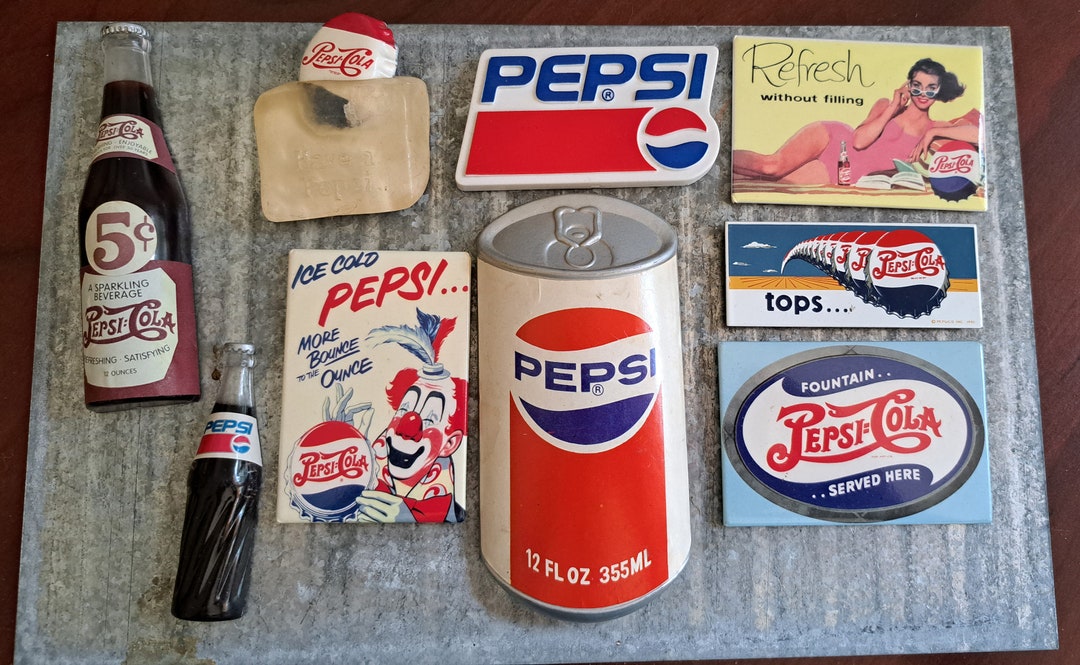 PEPSI-COLA
SPARKLING · ENJOYABLE
5¢
A SPARKLING
BEVERAGE
PEPSI-COLA
REFRESHING · SATISFYING
12 OUNCES
PEPSI-COLA
PEPSI®
Refresh
without filling
PEPSI-COLA
PEPSI-COLA
tops...
ICE COLD
PEPSI...
MORE
BOUNCE
TO THE
OUNCE
PEPSI-COLA
PEPSI®
12 FL OZ 355ML
FOUNTAIN..
PEPSI-COLA
..SERVED HERE
PEPSI